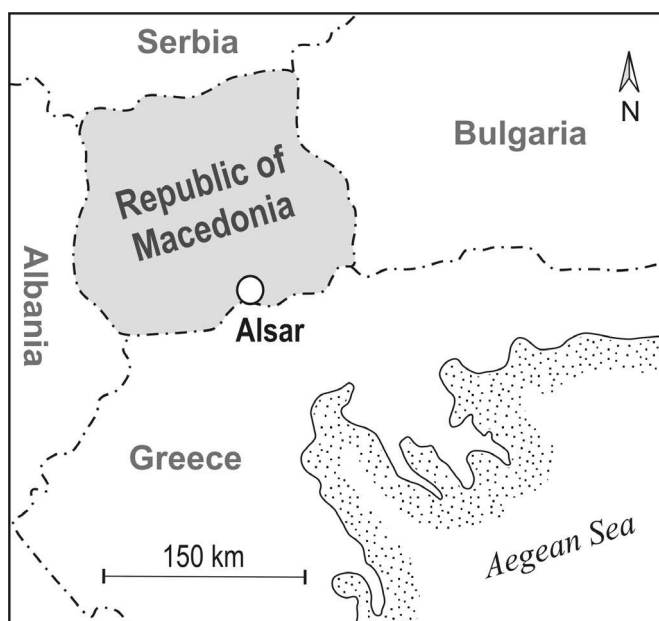 Serbia
N
Bulgaria
Republic of
Macedonia
Albania
Alsar
Greece
150 km
Aegean Sea